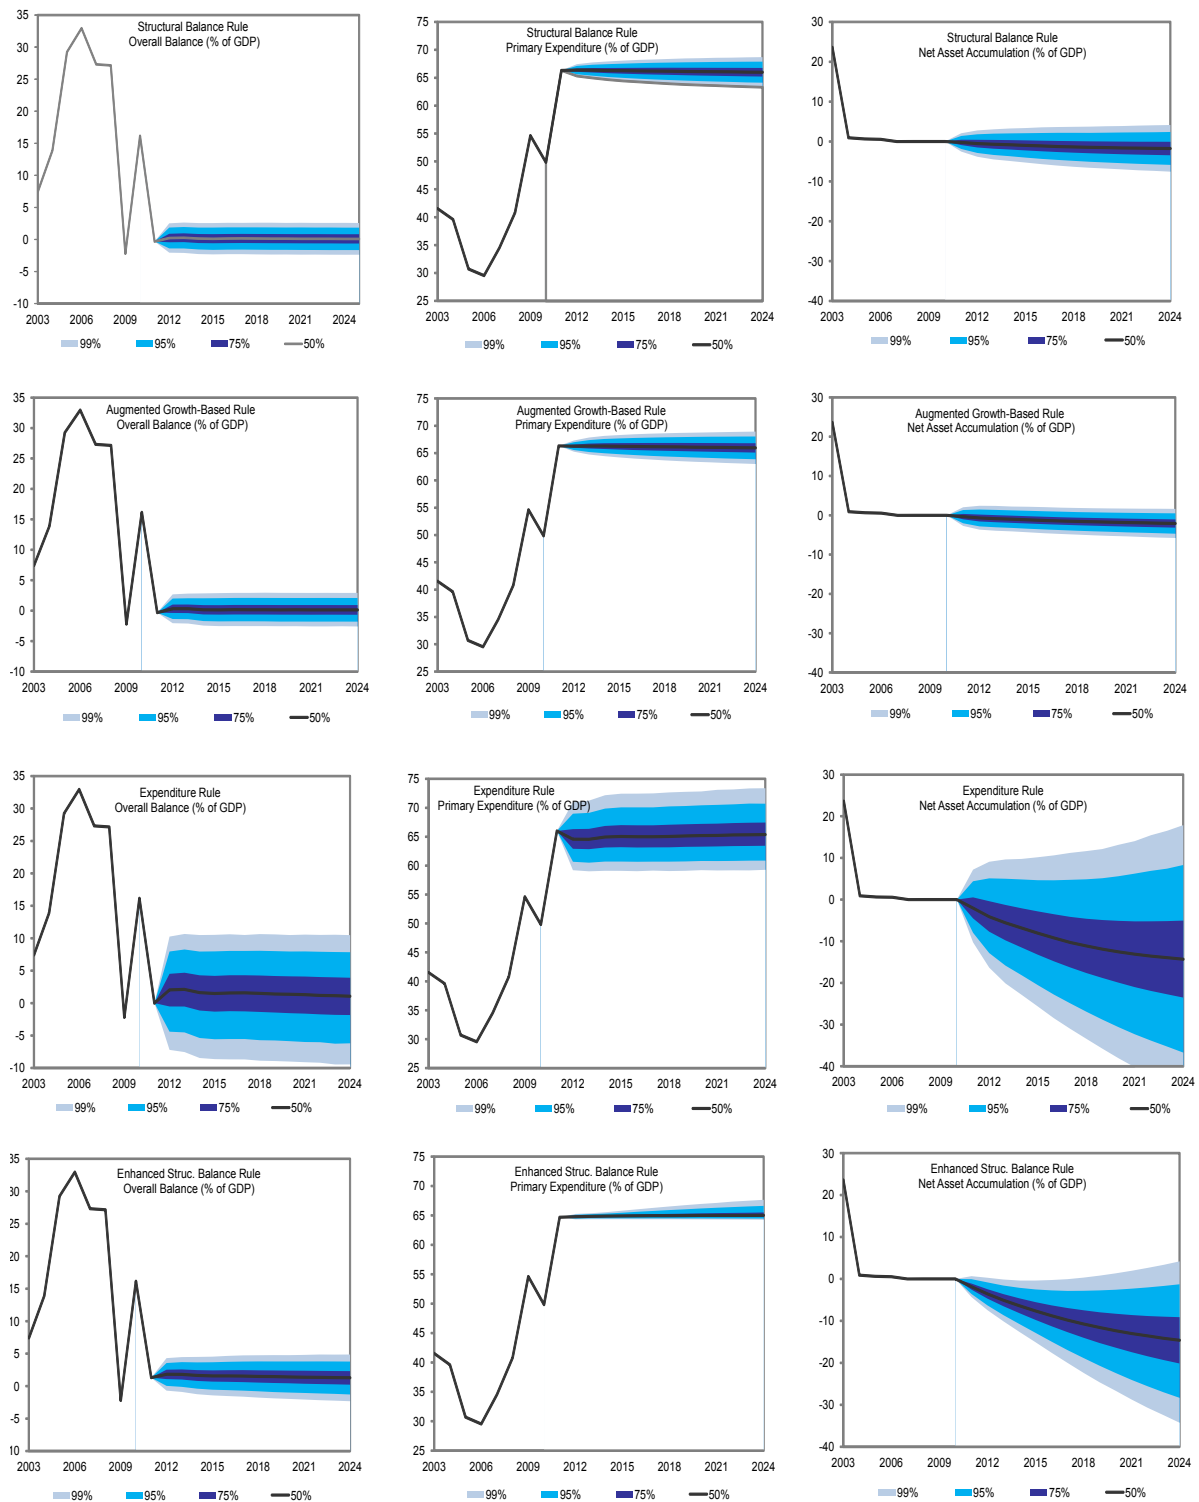 Structural Balance Rule
Overall Balance (% of GDP)
35
30
25
20
15
10
5
0
-5
-10
2003 2006 2009 2012 2015 2018 2021 2024
99% 95% 75% 50%
Structural Balance Rule
Primary Expenditure (% of GDP)
75
70
65
60
55
50
45
40
35
30
25
2003 2006 2009 2012 2015 2018 2021 2024
99% 95% 75% 50%
Structural Balance Rule
Net Asset Accumulation (% of GDP)
30
20
10
0
-10
-20
-30
-40
2003 2006 2009 2012 2015 2018 2021 2024
99% 95% 75% 50%
Augmented Growth-Based Rule
Overall Balance (% of GDP)
35
30
25
20
15
10
5
0
-5
-10
2003 2006 2009 2012 2015 2018 2021 2024
99% 95% 75% 50%
Augmented Growth-Based Rule
Primary Expenditure (% of GDP)
75
70
65
60
55
50
45
40
35
30
25
2003 2006 2009 2012 2015 2018 2021 2024
99% 95% 75% 50%
Augmented Growth-Based Rule
Net Asset Accumulation (% of GDP)
30
20
10
0
-10
-20
-30
-40
2003 2006 2009 2012 2015 2018 2021 2024
99% 95% 75% 50%
Expenditure Rule
Overall Balance (% of GDP)
35
30
25
20
15
10
5
0
-5
-10
2003 2006 2009 2012 2015 2018 2021 2024
99% 95% 75% 50%
Expenditure Rule
Primary Expenditure (% of GDP)
75
70
65
60
55
50
45
40
35
30
25
2003 2006 2009 2012 2015 2018 2021 2024
99% 95% 75% 50%
Expenditure Rule
Net Asset Accumulation (% of GDP)
30
20
10
0
-10
-20
-30
-40
2003 2006 2009 2012 2015 2018 2021 2024
99% 95% 75% 50%
Enhanced Struc. Balance Rule
Overall Balance (% of GDP)
35
30
25
20
15
10
5
0
-5
10
2003 2006 2009 2012 2015 2018 2021 2024
99% 95% 75% 50%
Enhanced Struc. Balance Rule
Primary Expenditure (% of GDP)
75
70
65
60
55
50
45
40
35
30
25
2003 2006 2009 2012 2015 2018 2021 2024
99% 95% 75% 50%
Enhanced Struc. Balance Rule
Net Asset Accumulation (% of GDP)
30
20
10
0
-10
-20
-30
-40
2003 2006 2009 2012 2015 2018 2021 2024
99% 95% 75% 50%